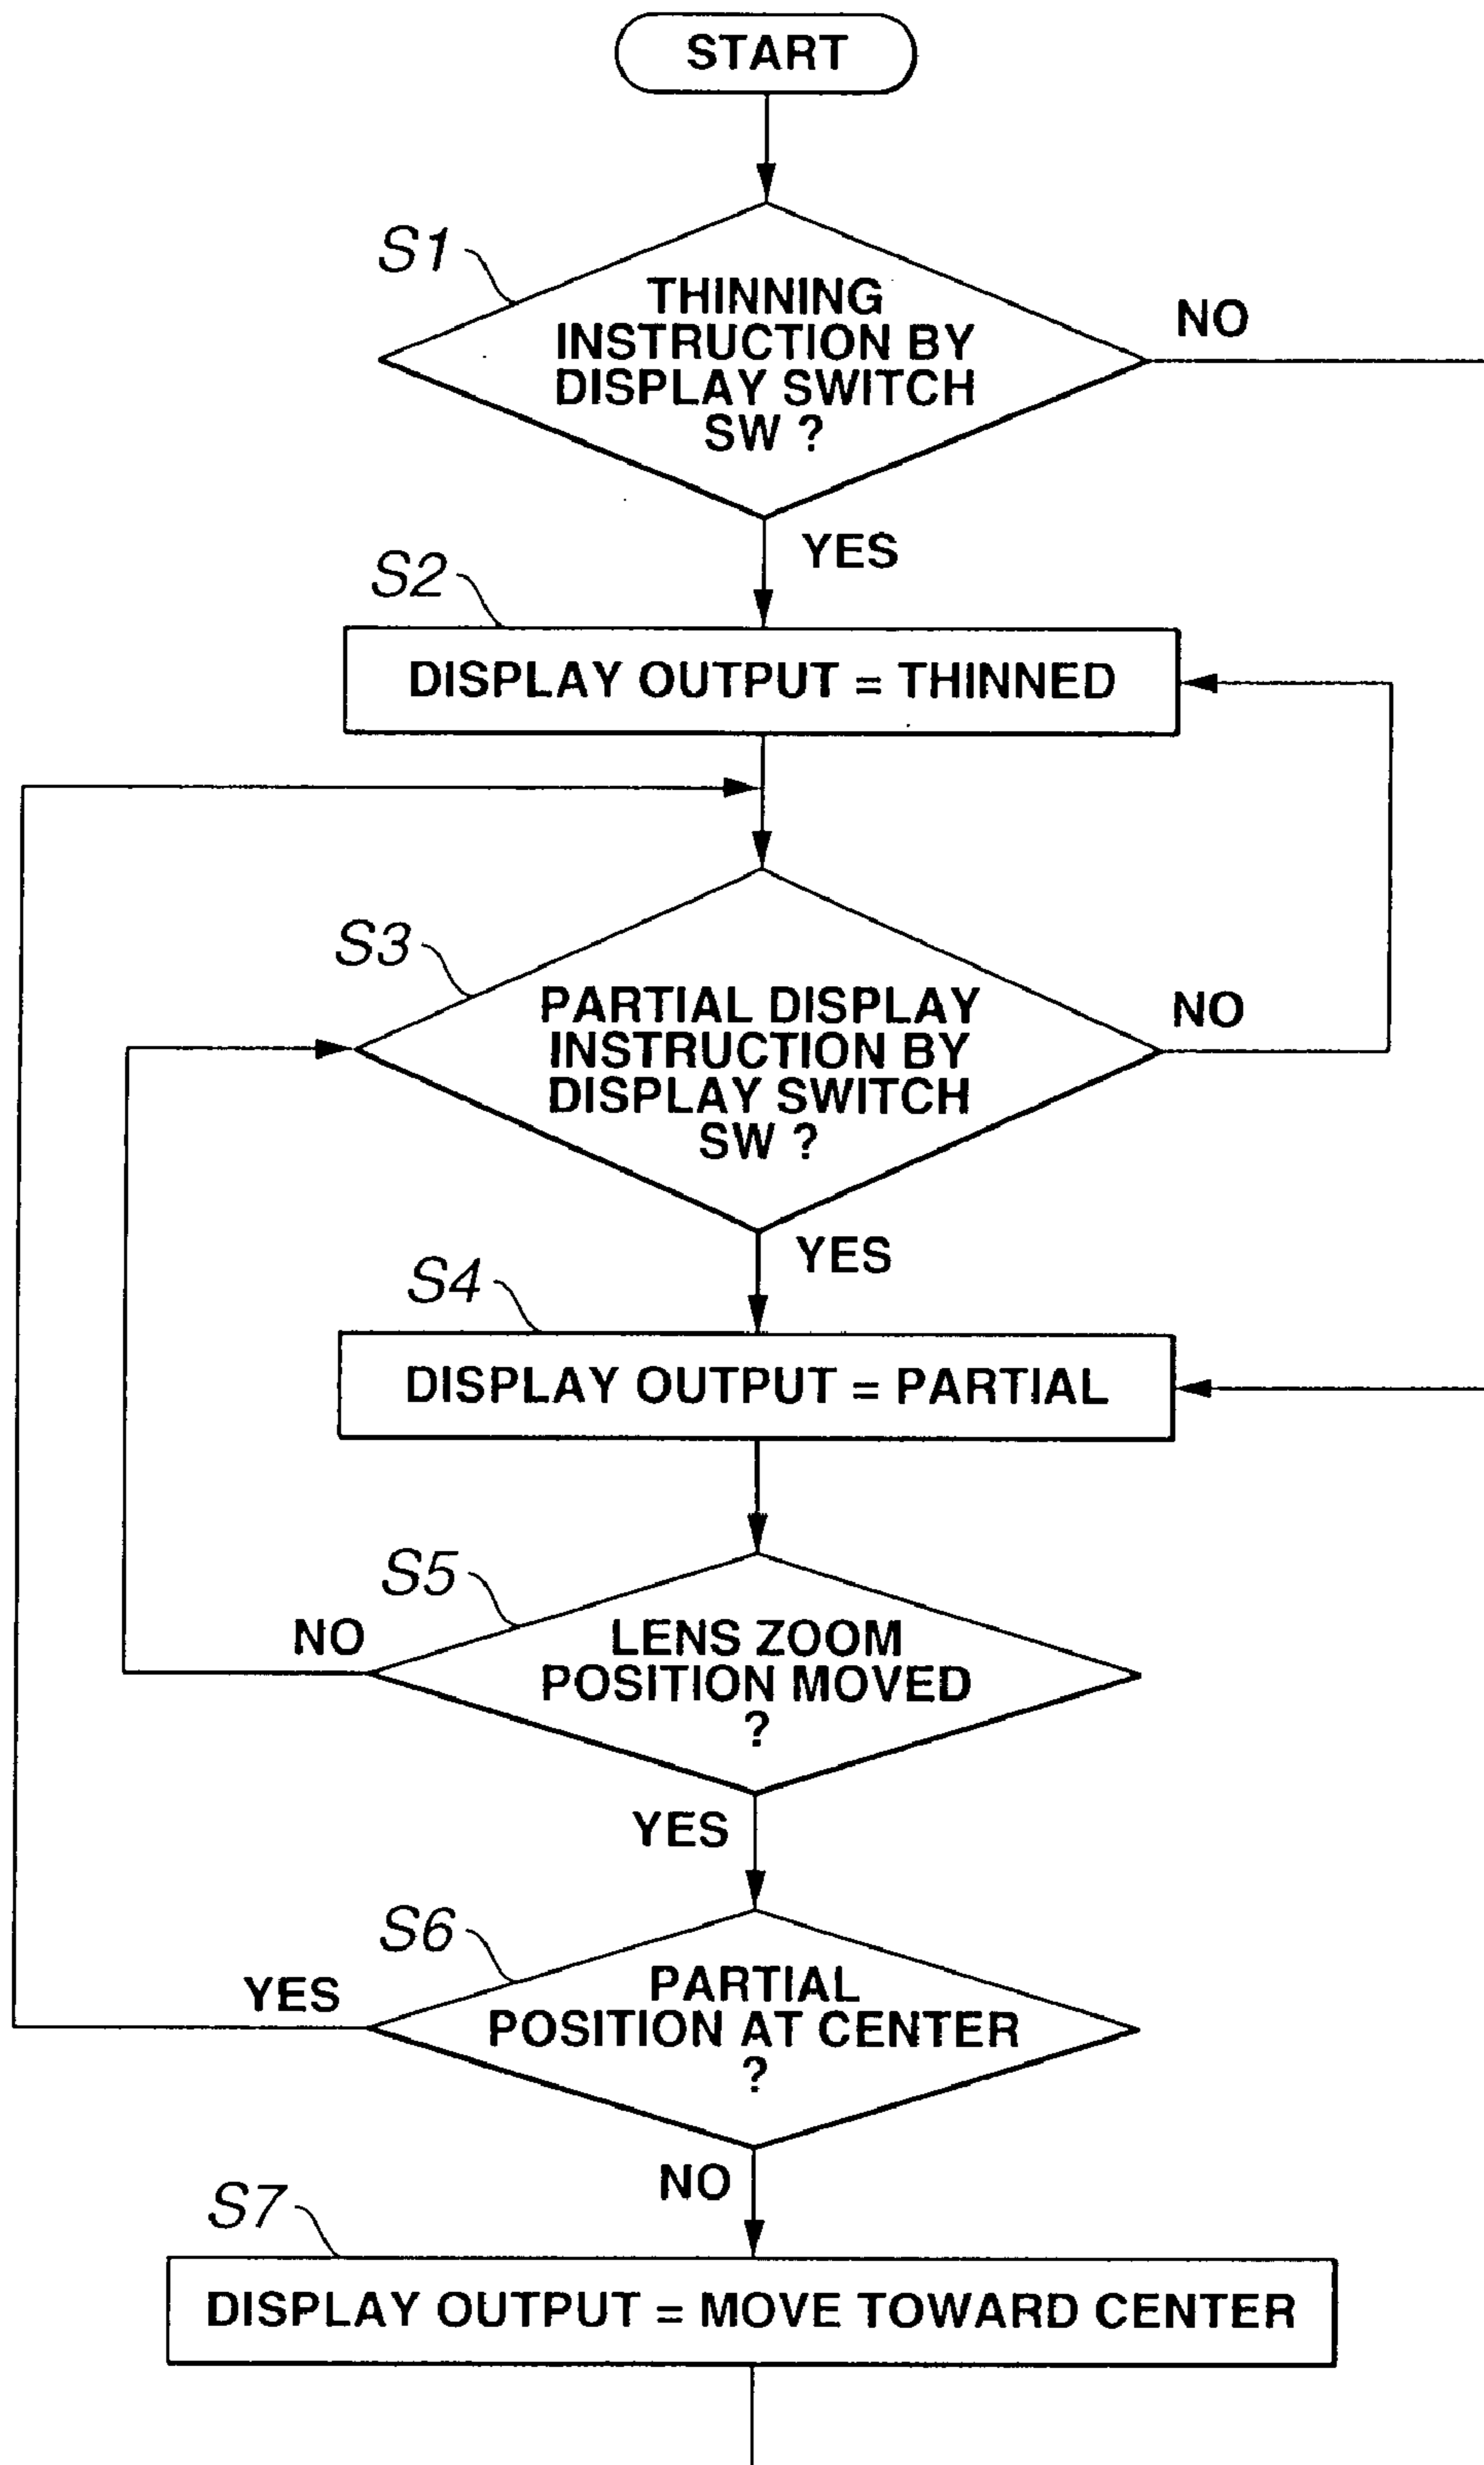 START
S1
THINNING
INSTRUCTION BY
DISPLAY SWITCH
SW ?
NO
YES
S2
DISPLAY OUTPUT = THINNED
S3
PARTIAL DISPLAY
INSTRUCTION BY
DISPLAY SWITCH
SW ?
NO
YES
S4
DISPLAY OUTPUT = PARTIAL
S5
LENS ZOOM
POSITION MOVED
?
NO
YES
S6
PARTIAL
POSITION AT CENTER
?
YES
NO
S7
DISPLAY OUTPUT = MOVE TOWARD CENTER